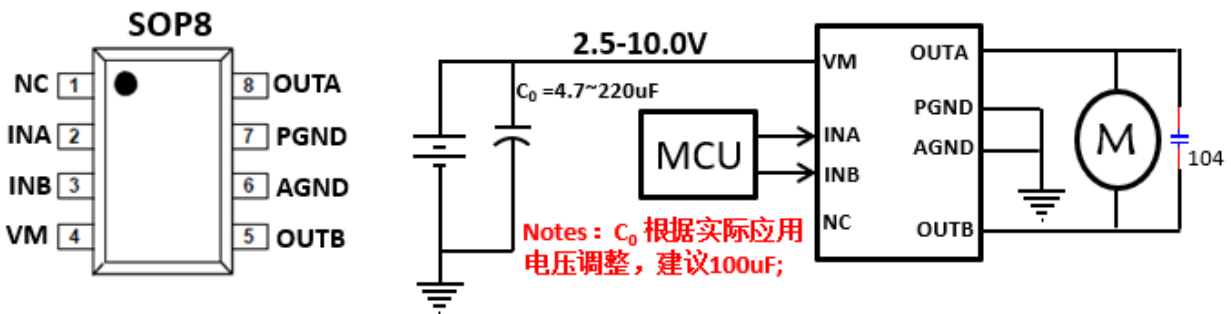 SOP8
NC 1
INA 2
INB 3
VM 4
8 OUTA
7 PGND
6 AGND
5 OUTB
2.5-10.0V
C₀ =4.7~220uF
MCU
VM
INA
INB
NC
OUTA
PGND
AGND
OUTB
M
104
Notes：C₀ 根据实际应用
电压调整，建议100uF;